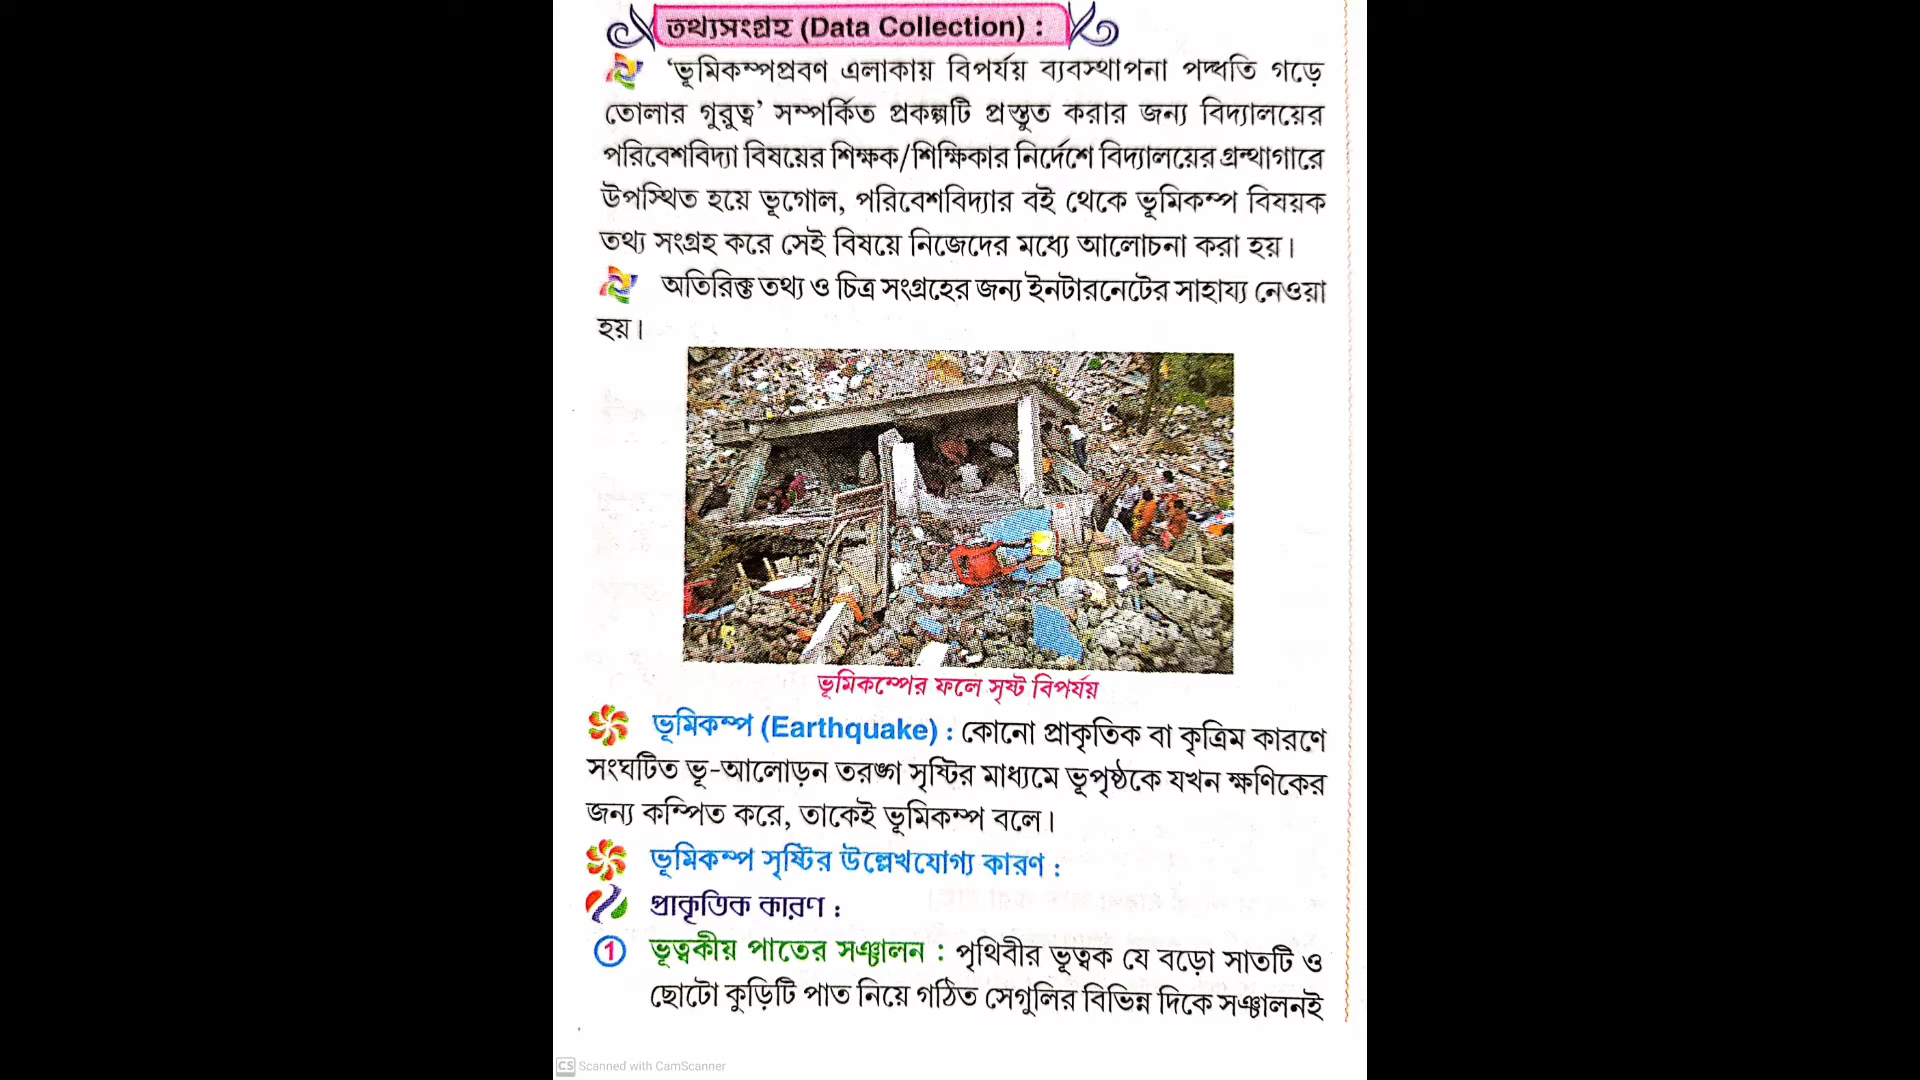 তথ্যসংগ্রহ (Data Collection) :
‘ভূমিকম্পপ্রবণ এলাকায় বিপর্যয় ব্যবস্থাপনা পদ্ধতি গড়ে
তোলার গুরুত্ব’ সম্পর্কিত প্রকল্পটি প্রস্তুত করার জন্য বিদ্যালয়ের
পরিবেশবিদ্যা বিষয়ের শিক্ষক/শিক্ষিকার নির্দেশে বিদ্যালয়ের গ্রন্থাগারে
উপস্থিত হয়ে ভূগোল, পরিবেশবিদ্যার বই থেকে ভূমিকম্প বিষয়ক
তথ্য সংগ্রহ করে সেই বিষয়ে নিজেদের মধ্যে আলোচনা করা হয়।
অতিরিক্ত তথ্য ও চিত্র সংগ্রহের জন্য ইনটারনেটের সাহায্য নেওয়া
হয়।
ভূমিকম্পের ফলে সৃষ্ট বিপর্যয়
ভূমিকম্প (Earthquake) : কোনো প্রাকৃতিক বা কৃত্রিম কারণে
সংঘটিত ভূ-আলোড়ন তরঙ্গ সৃষ্টির মাধ্যমে ভূপৃষ্ঠকে যখন ক্ষণিকের
জন্য কম্পিত করে, তাকেই ভূমিকম্প বলে।
ভূমিকম্প সৃষ্টির উল্লেখযোগ্য কারণ :
প্রাকৃতিক কারণ :
1 ভূত্বকীয় পাতের সঞ্চালন : পৃথিবীর ভূত্বক যে বড়ো সাতটি ও
ছোটো কুড়িটি পাত নিয়ে গঠিত সেগুলির বিভিন্ন দিকে সঞ্চালনই
CS Scanned with CamScanner